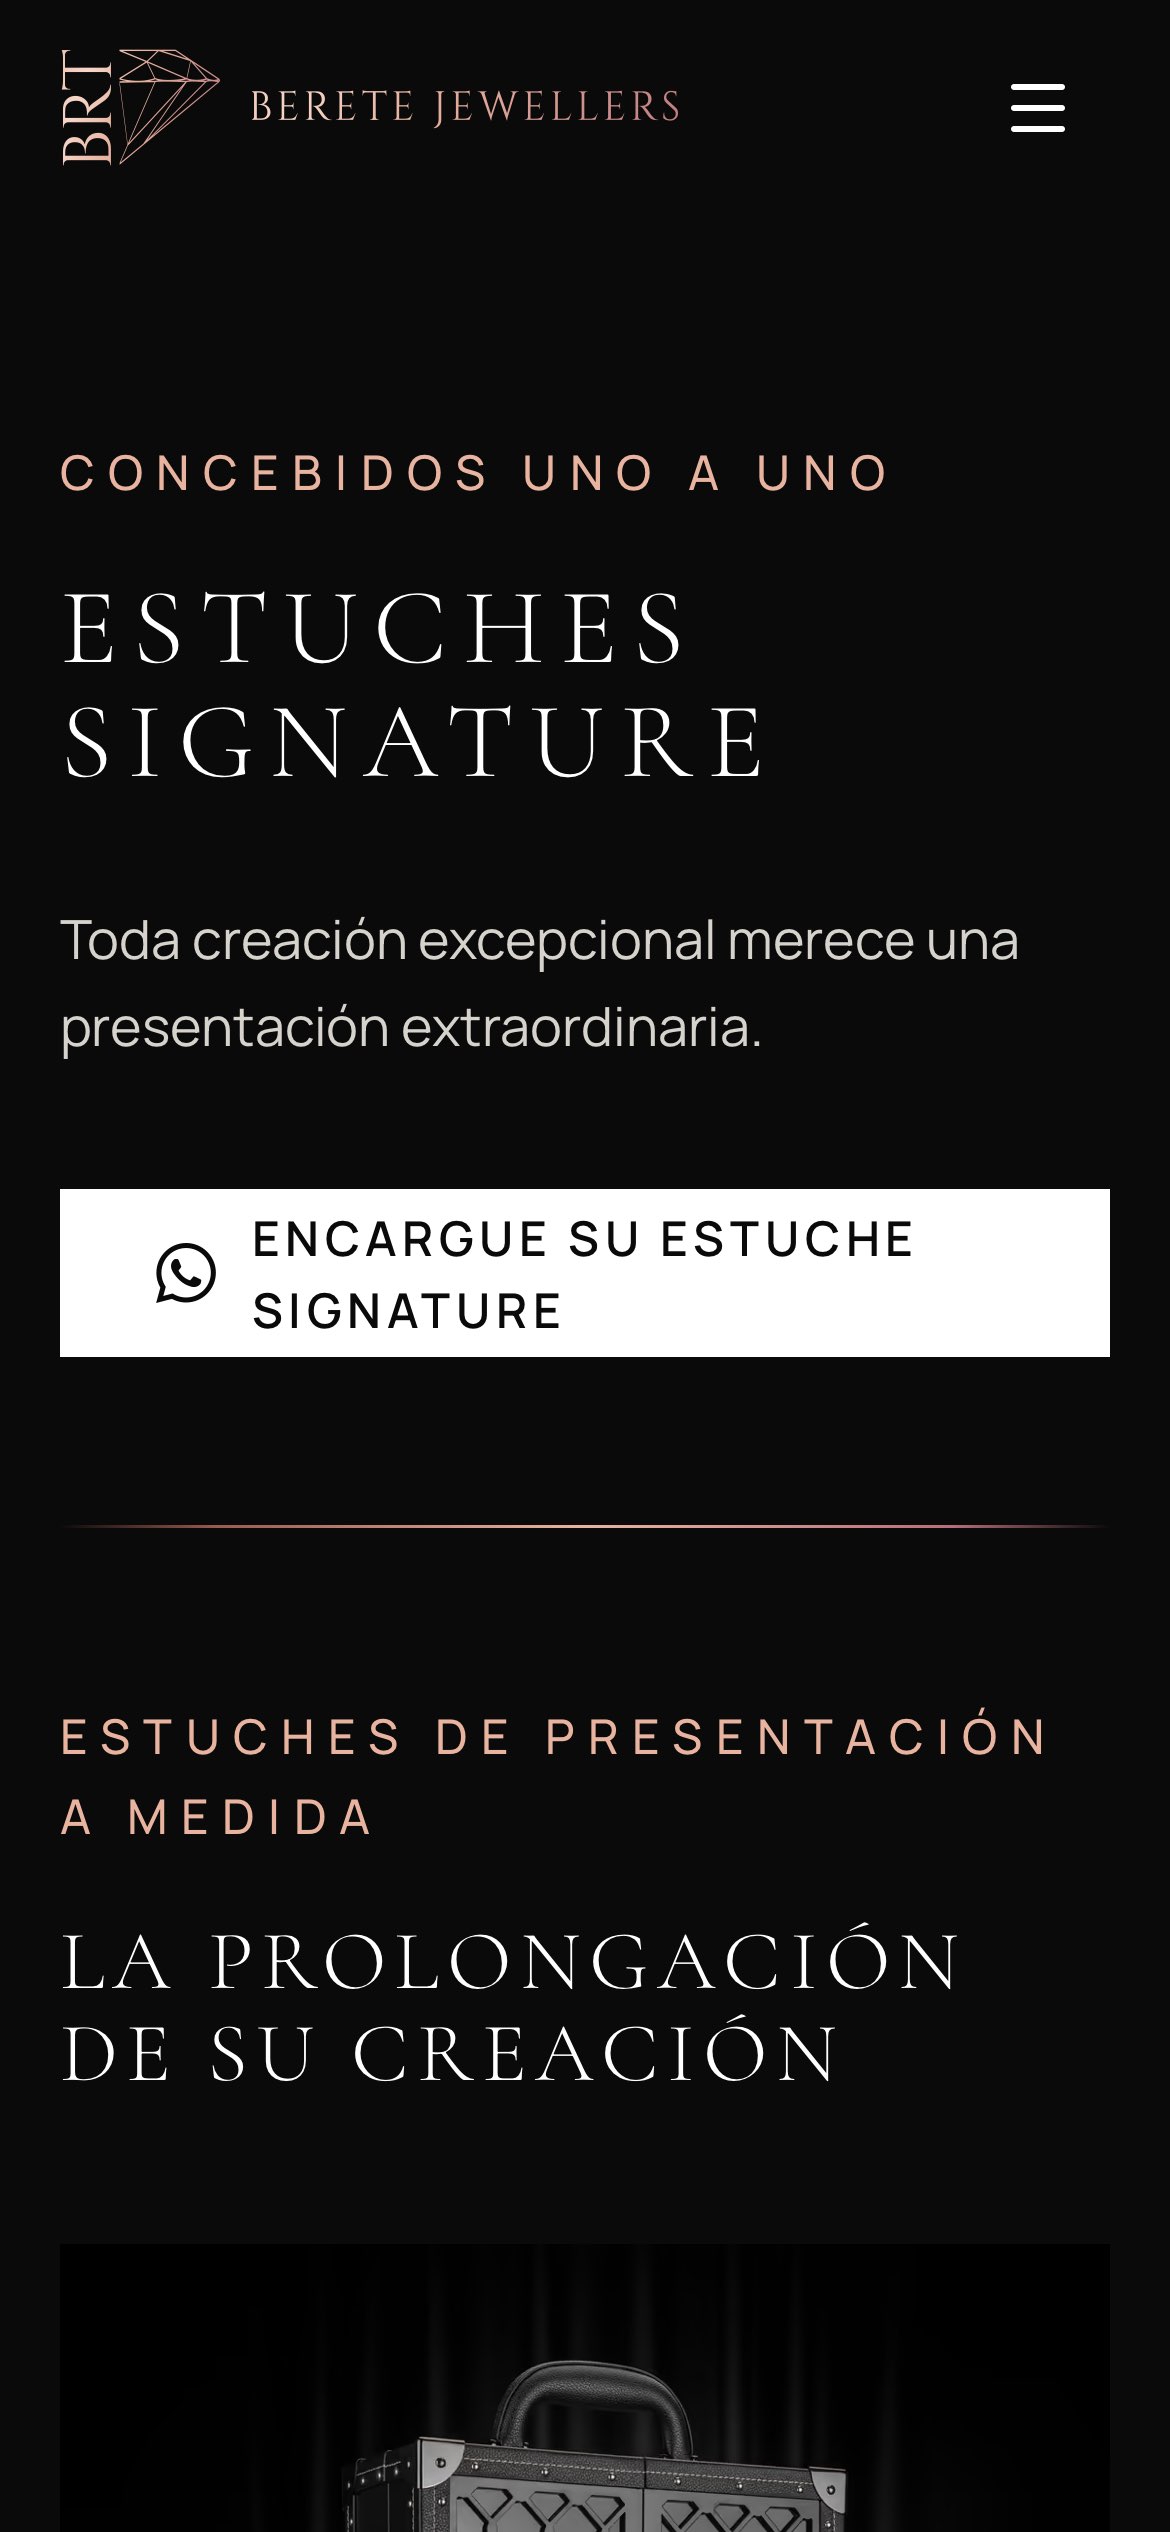 BRT
BERETE JEWELLERS
CONCEBIDOS UNO A UNO
ESTUCHES
SIGNATURE
Toda creación excepcional merece una
presentación extraordinaria.
ENCARGUE SU ESTUCHE
SIGNATURE
ESTUCHES DE PRESENTACIÓN
A MEDIDA
LA PROLONGACIÓN
DE SU CREACIÓN